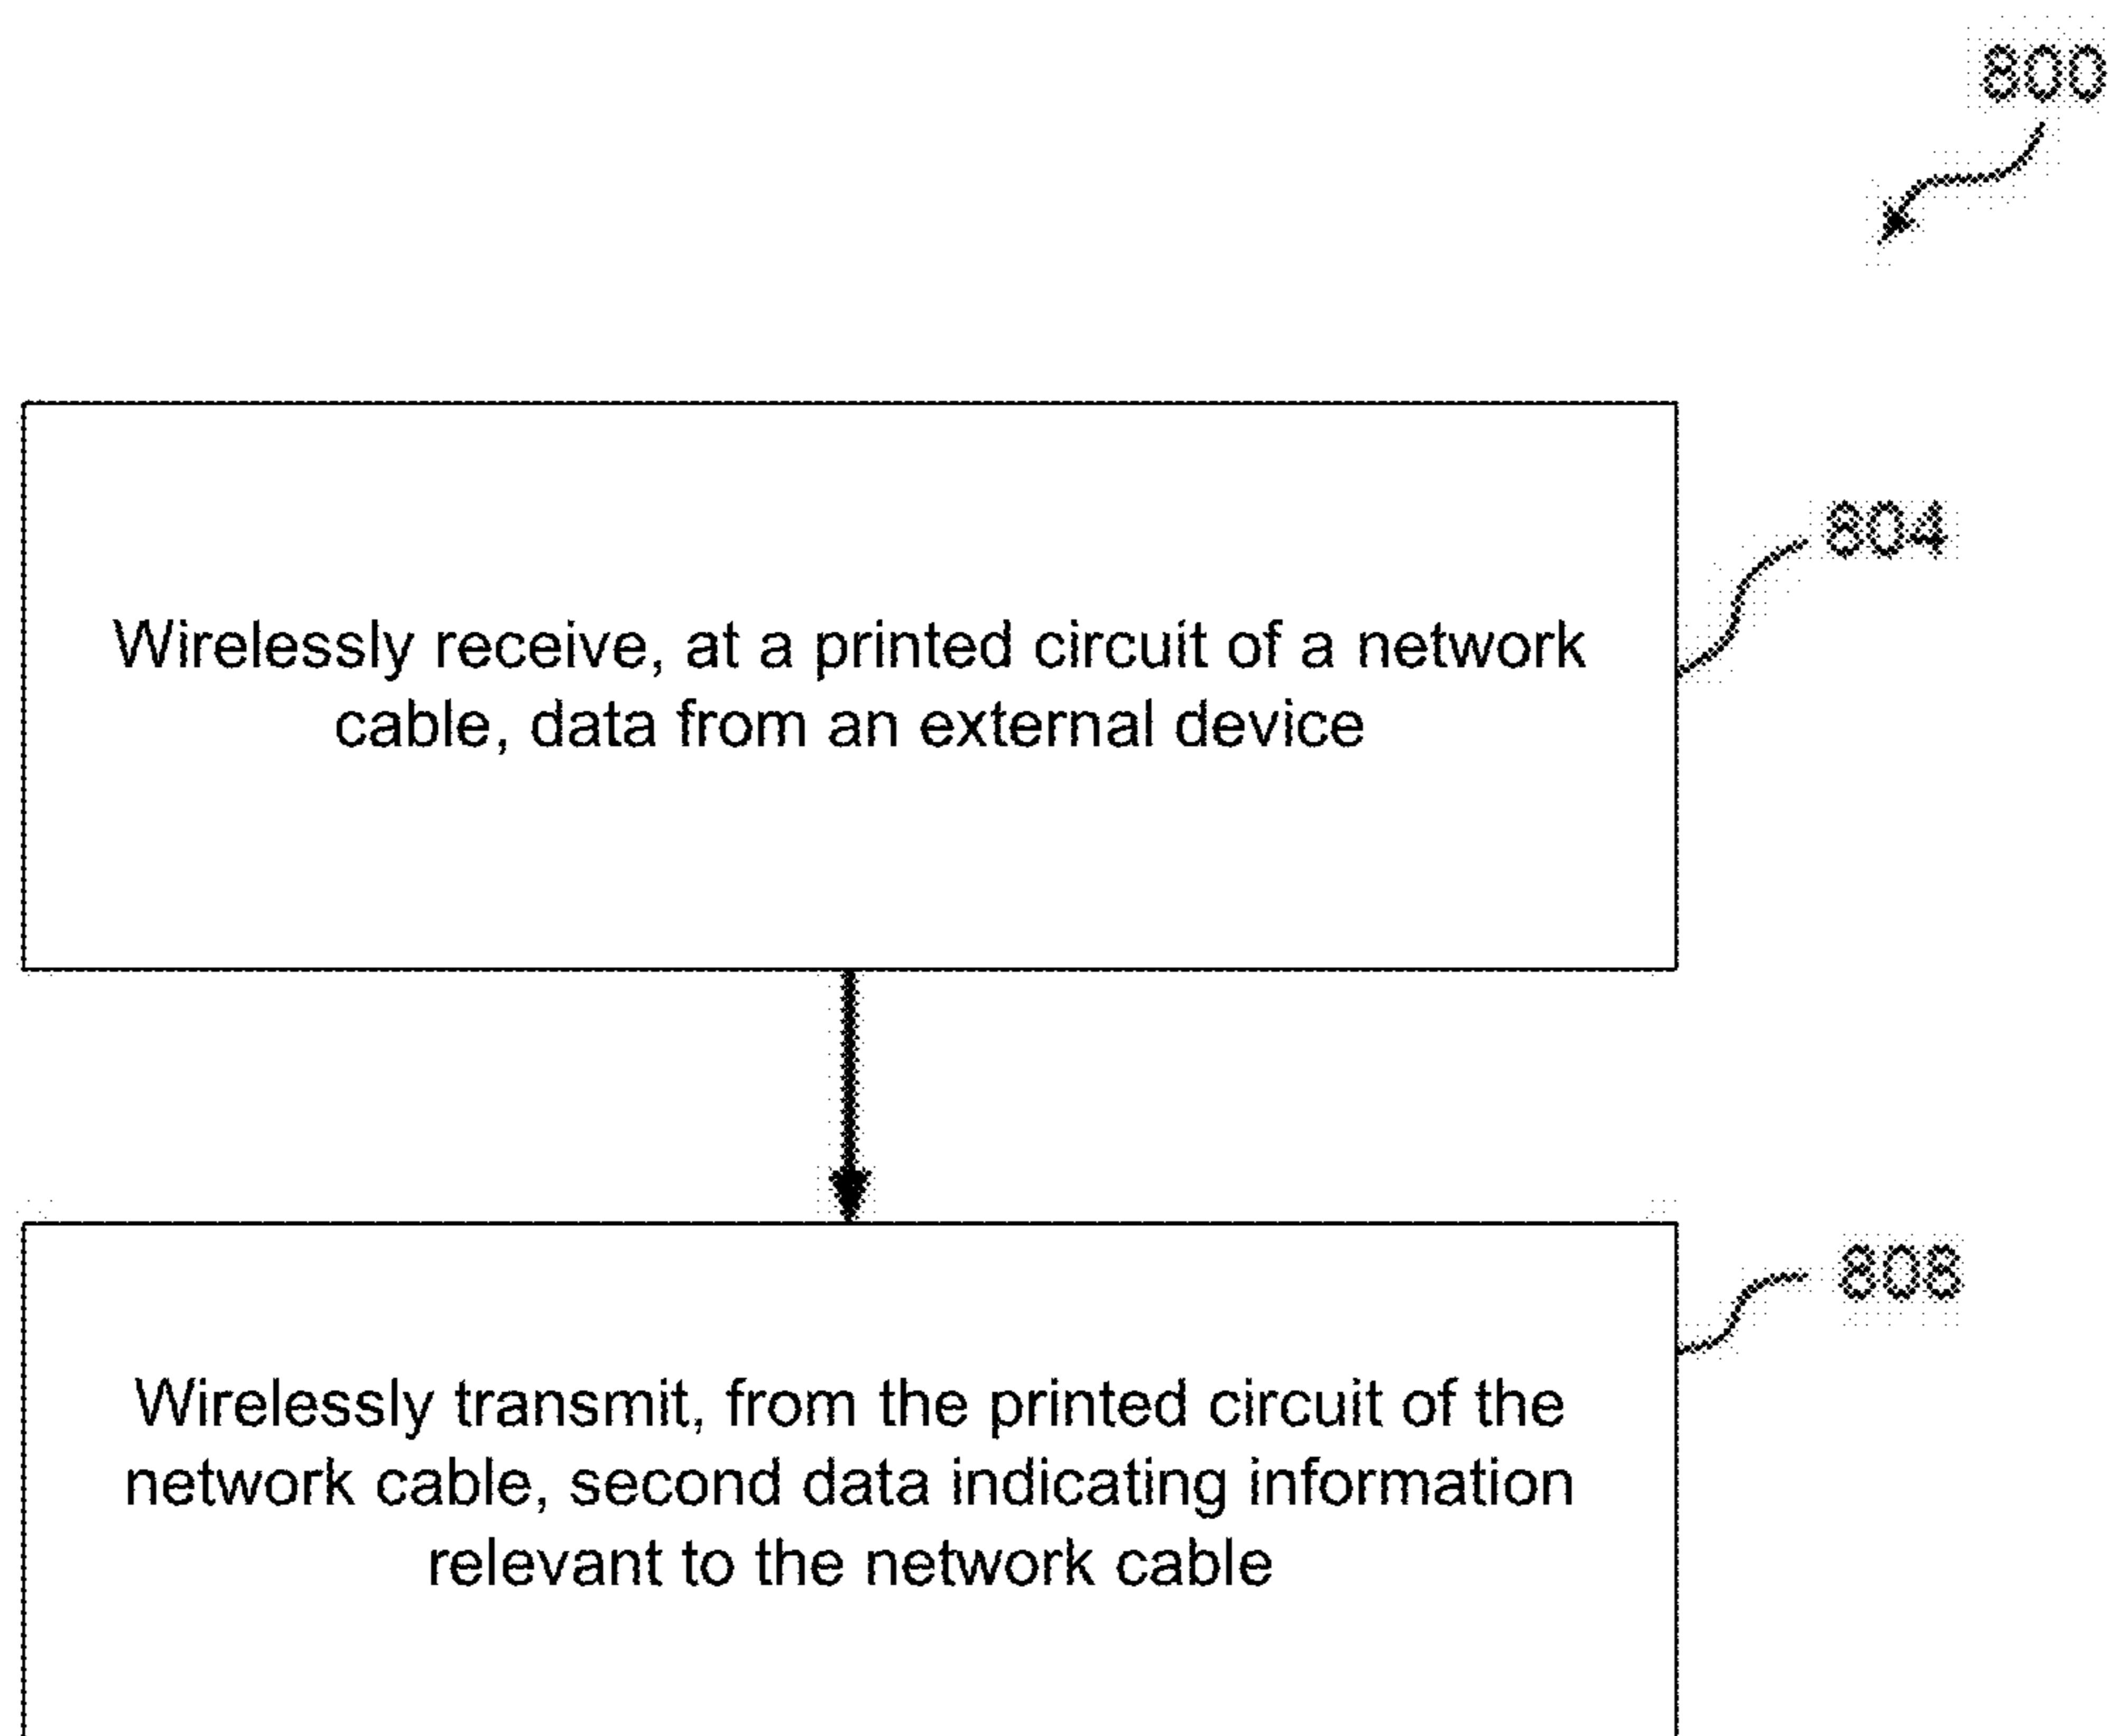 800
804
Wirelessly receive, at a printed circuit of a network
cable, data from an external device
808
Wirelessly transmit, from the printed circuit of the
network cable, second data indicating information
relevant to the network cable